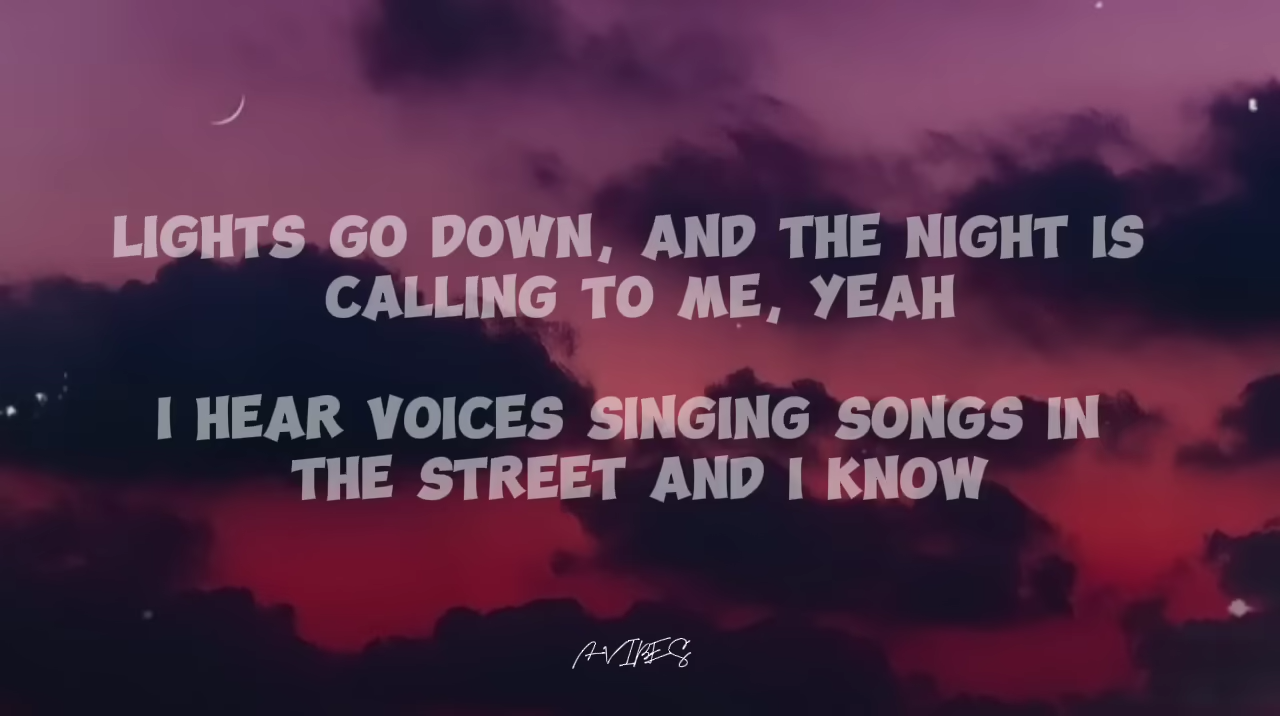 LIGHTS GO DOWN, AND THE NIGHT IS
CALLING TO ME, YEAH
I HEAR VOICES SINGING SONGS IN
THE STREET AND I KNOW
AVIBES